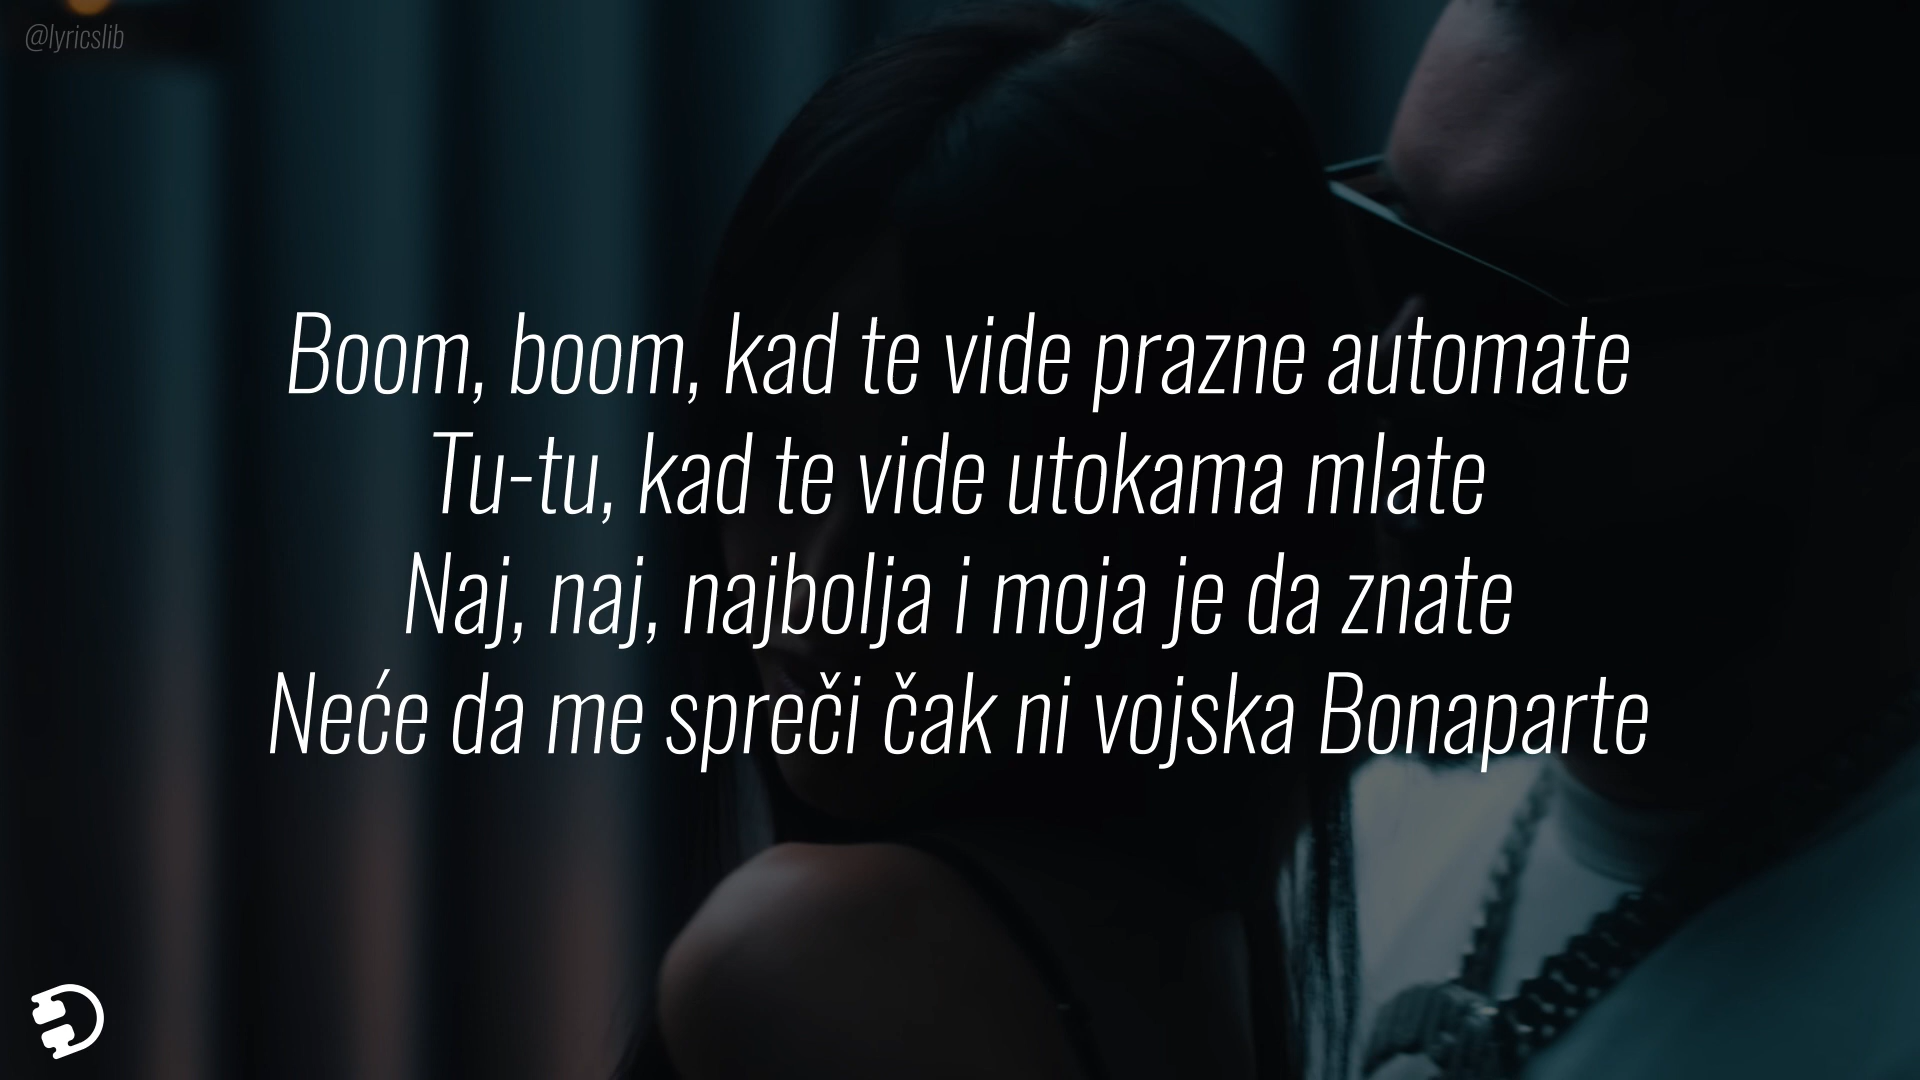 @lyricslib
Boom, boom, kad te vide prazne automate
Tu-tu, kad te vide utokama mlate
Naj, naj, najbolja i moja je da znate
Neće da me spreči čak ni vojska Bonaparte